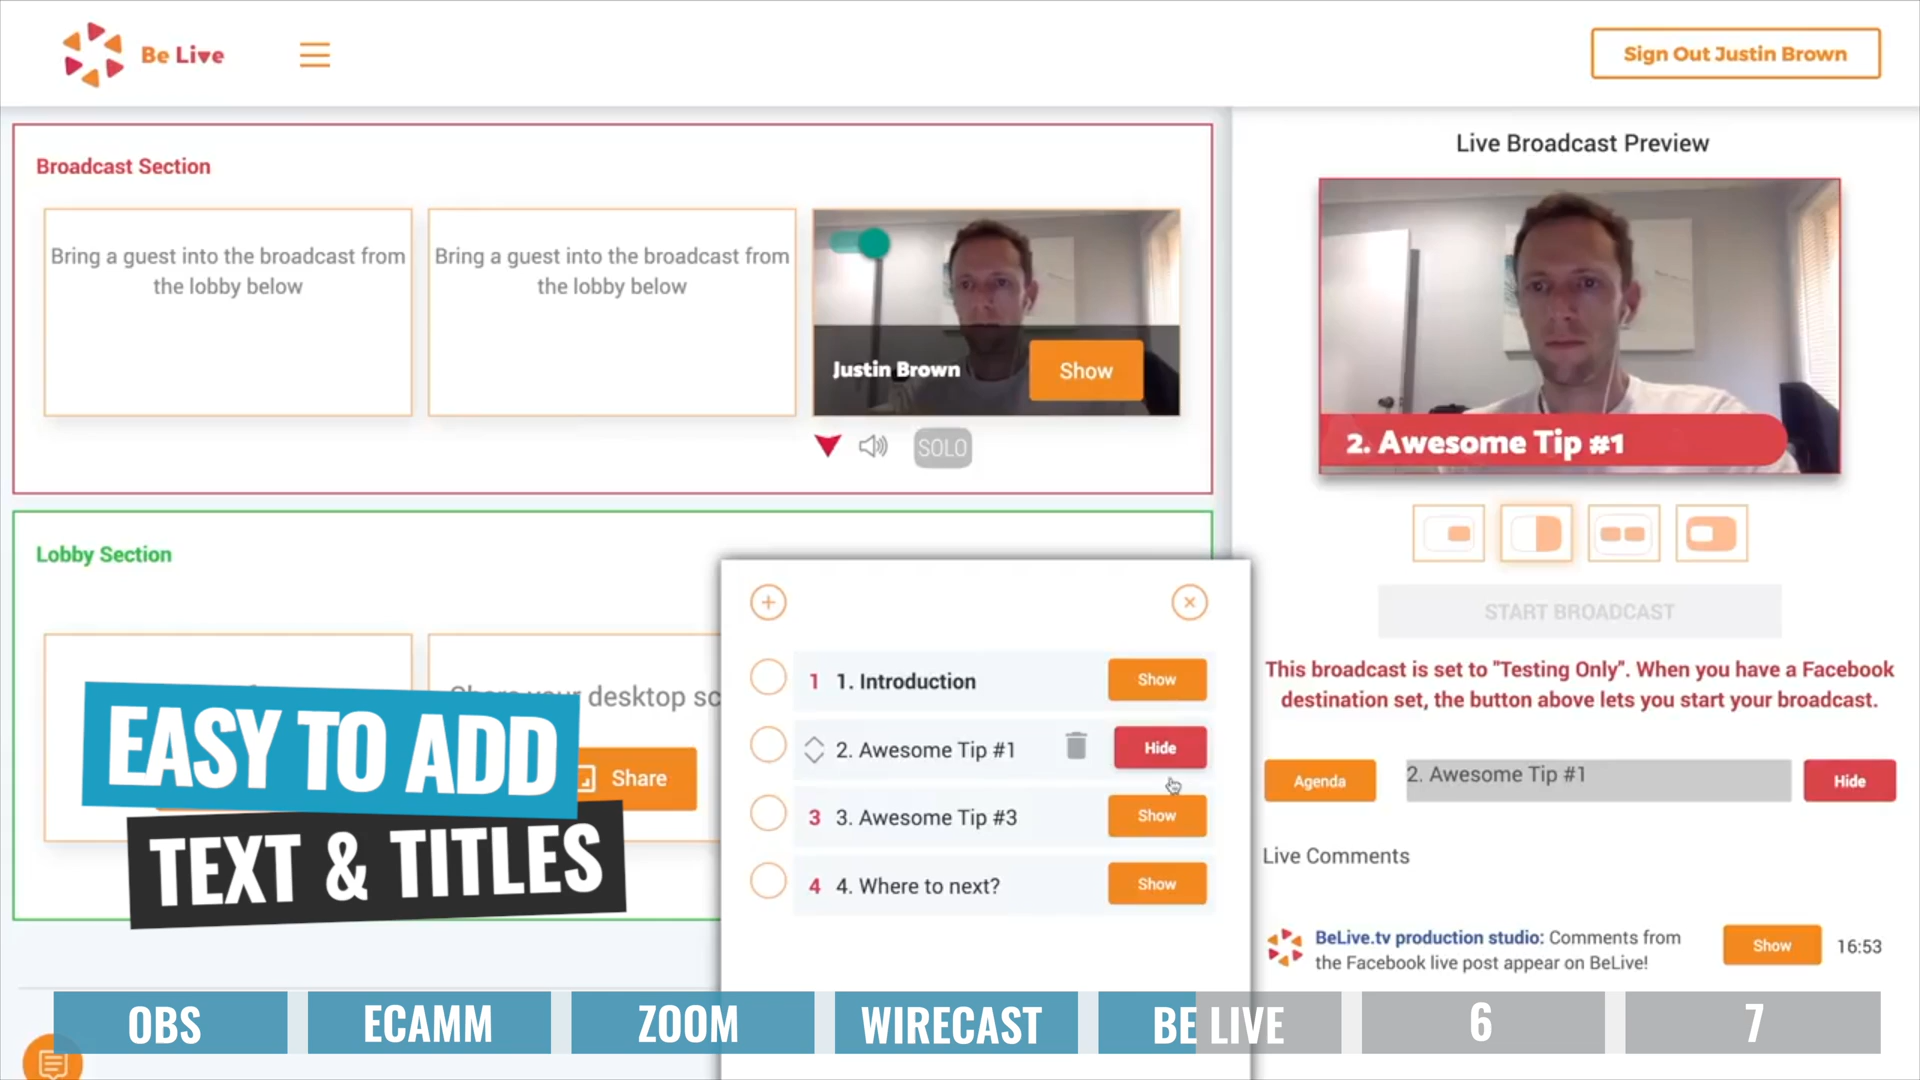 Be Live
Sign Out Justin Brown
Broadcast Section
Bring a guest into the broadcast from
the lobby below
Bring a guest into the broadcast from
the lobby below
Justin Brown
Show
SOLO
Live Broadcast Preview
2. Awesome Tip #1
START BROADCAST
This broadcast is set to "Testing Only". When you have a Facebook
destination set, the button above lets you start your broadcast.
Agenda
2. Awesome Tip #1
Hide
Live Comments
BeLive.tv production studio: Comments from
the Facebook live post appear on BeLive!
Show
16:53
Lobby Section
desktop sc
Share
1 1. Introduction
Show
2. Awesome Tip #1
Hide
3 3. Awesome Tip #3
Show
4 4. Where to next?
Show
EASY TO ADD
TEXT & TITLES
OBS
ECAMM
ZOOM
WIRECAST
BE LIVE
6
7